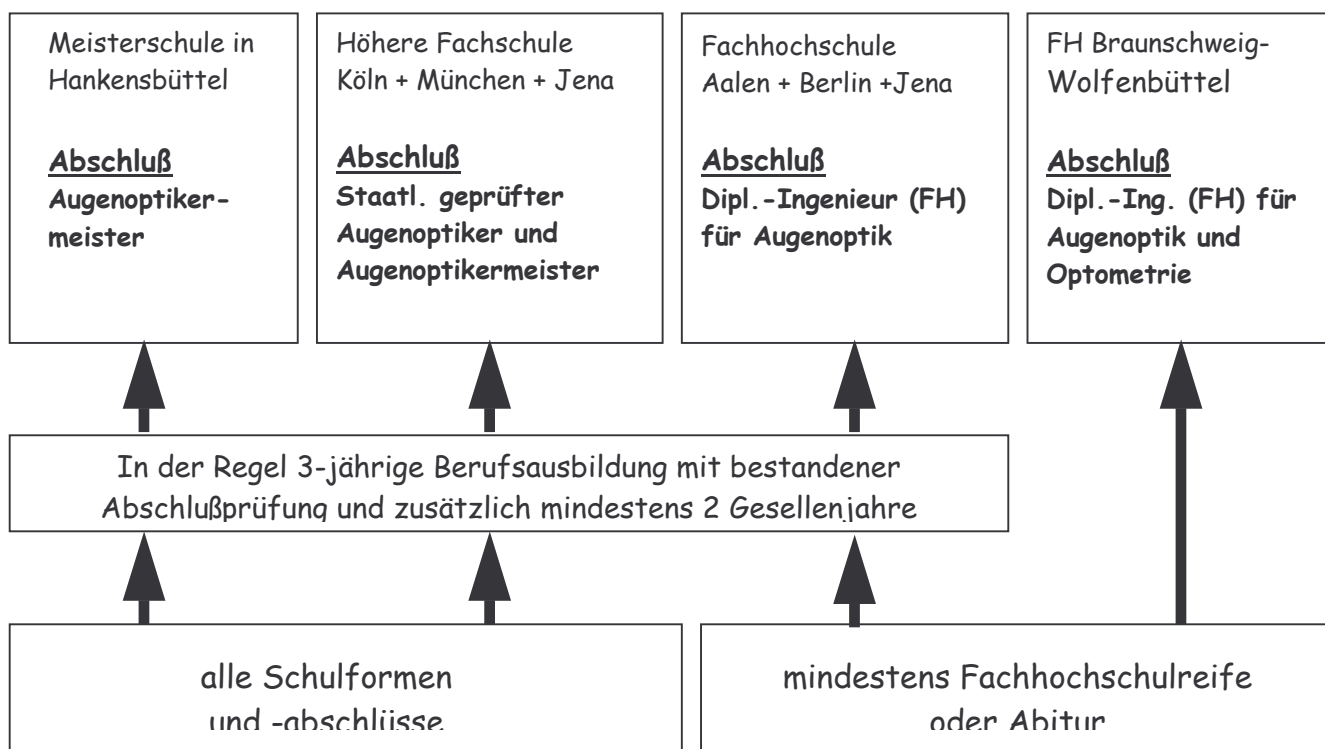 Meisterschule in
Hankensbüttel
Abschluß
Augenoptiker-
meister
Höhere Fachschule
Köln + München + Jena
Abschluß
Staatl. geprüfter
Augenoptiker und
Augenoptikermeister
Fachhochschule
Aalen + Berlin +Jena
Abschluß
Dipl.-Ingenieur (FH)
für Augenoptik
FH Braunschweig-
Wolfenbüttel
Abschluß
Dipl.-Ing. (FH) für
Augenoptik und
Optometrie
In der Regel 3-jährige Berufsausbildung mit bestandener
Abschlußprüfung und zusätzlich mindestens 2 Gesellenjahre
alle Schulformen
und -abschlüsse
mindestens Fachhochschulreife
oder Abitur